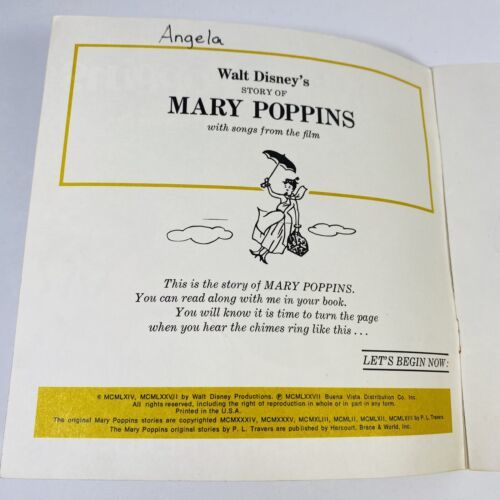 Angela
Walt Disney's
STORY OF
MARY POPPINS
with songs from the film
This is the story of MARY POPPINS.
You can read along with me in your book.
You will know it is time to turn the page
when you hear the chimes ring like this . . .
LET'S BEGIN NOW:
© MCMLXIV, MCMLXXVII by Walt Disney Productions. ℗ MCMLXXVII Buena Vista Distribution Co. Inc.
All rights reserved, including the right of reproduction in whole or in part in any form.
Printed in the U.S.A.
The original Mary Poppins stories are copyrighted MCMXXXIV, MCMXXXV, MCMXLIII, MCMLII, MCMLXII, MCMLXIII by P. L. Travers.
The Mary Poppins original stories by P. L. Travers are published by Harcourt, Brace & World, Inc.